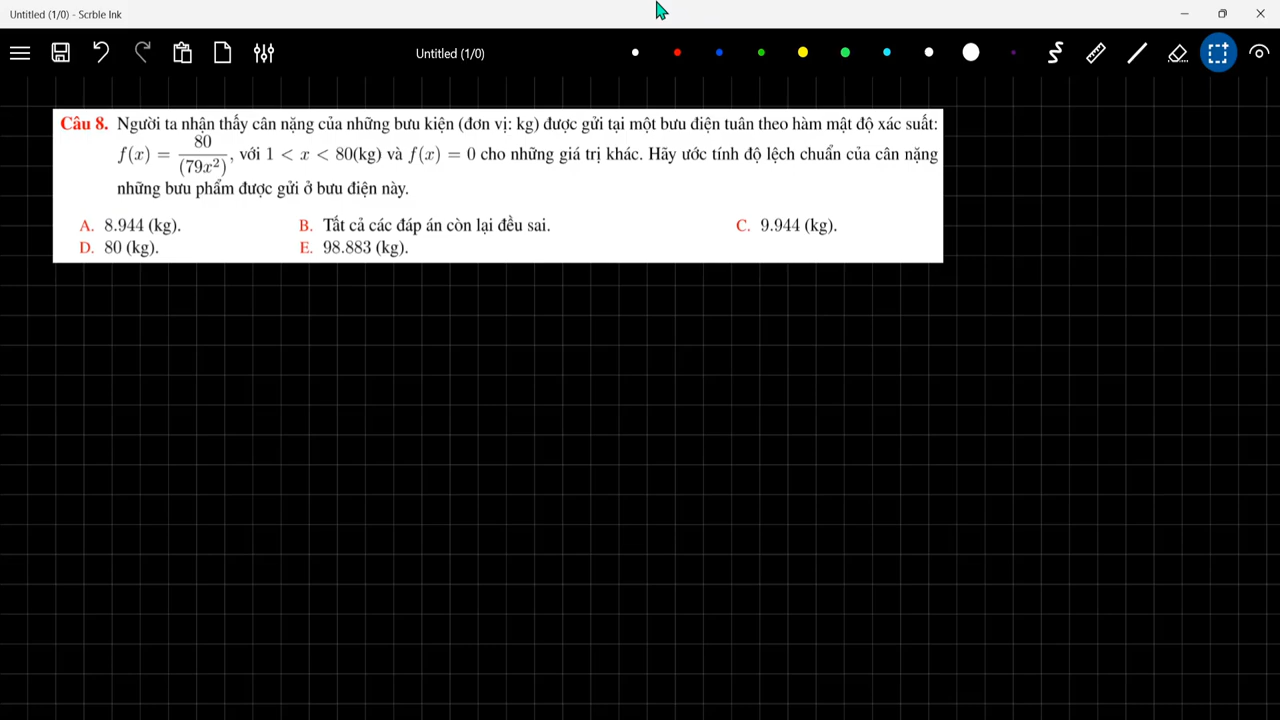 Untitled (1/0) - Scrble Ink
Untitled (1/0)
Câu 8. Người ta nhận thấy cân nặng của những bưu kiện (đơn vị: kg) được gửi tại một bưu điện tuân theo hàm mật độ xác suất:
f(x) = 80/(79x²), với 1 < x < 80(kg) và f(x) = 0 cho những giá trị khác. Hãy ước tính độ lệch chuẩn của cân nặng
những bưu phẩm được gửi ở bưu điện này.
A. 8.944 (kg). B. Tất cả các đáp án còn lại đều sai. C. 9.944 (kg).
D. 80 (kg). E. 98.883 (kg).